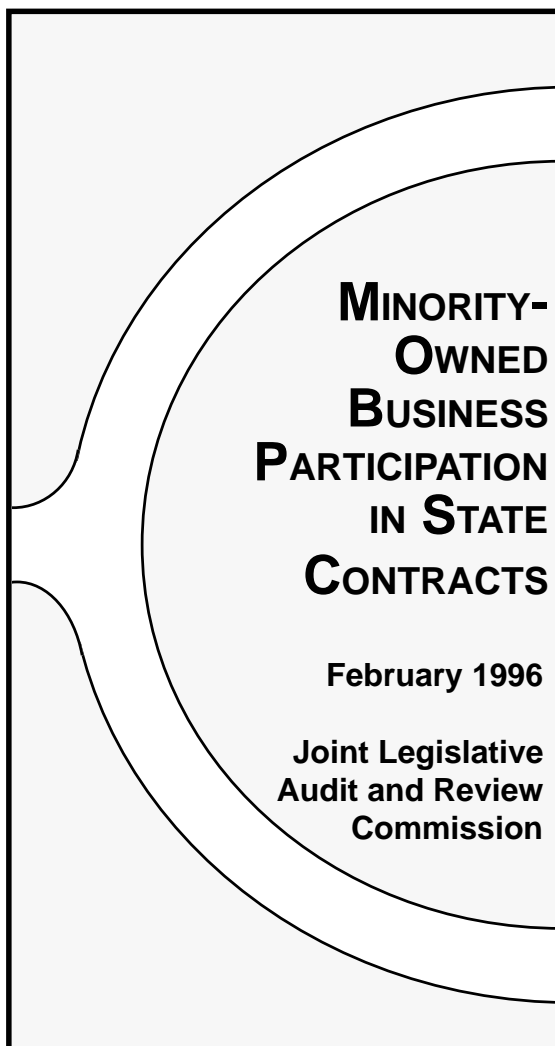 MINORITY-
OWNED
BUSINESS
PARTICIPATION
IN STATE
CONTRACTS
February 1996
Joint Legislative
Audit and Review
Commission